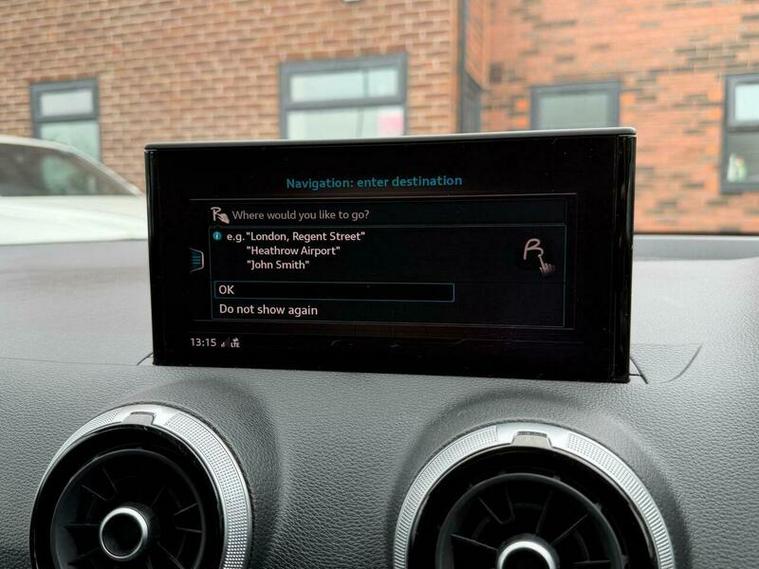 Navigation: enter destination
Where would you like to go?
e.g. "London, Regent Street"
"Heathrow Airport"
"John Smith"
OK
Do not show again
13:15 LTE